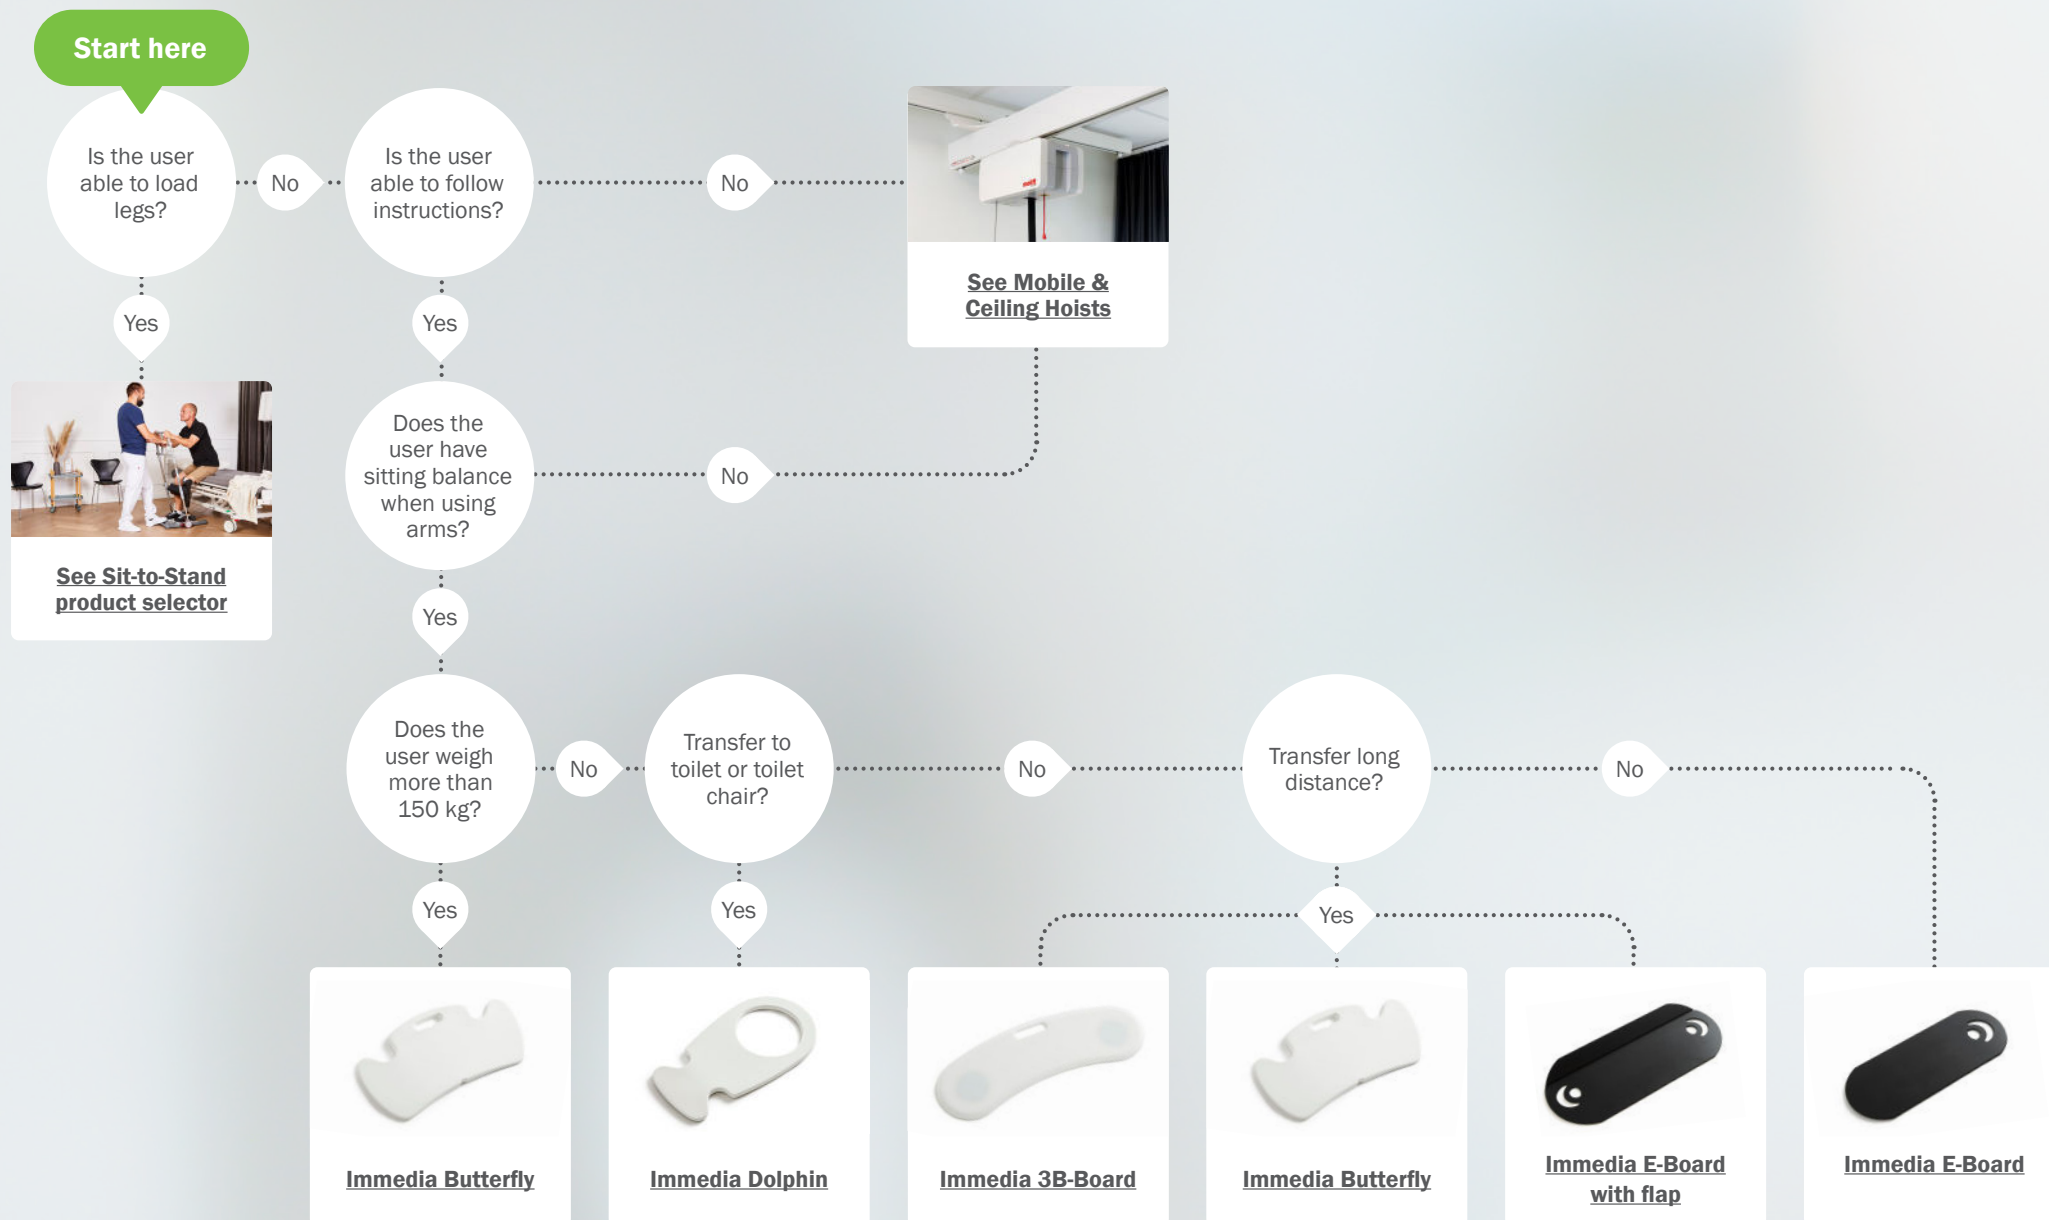 Start here
Is the user
able to load
legs?
No
Is the user
able to follow
instructions?
No
See Mobile &
Ceiling Hoists
Yes
Yes
See Sit-to-Stand
product selector
Does the
user have
sitting balance
when using
arms?
No
Yes
Does the
user weigh
more than
150 kg?
No
Transfer to
toilet or toilet
chair?
No
Transfer long
distance?
No
Yes
Yes
Yes
Immedia Butterfly
Immedia Dolphin
Immedia 3B-Board
Immedia Butterfly
Immedia E-Board
with flap
Immedia E-Board